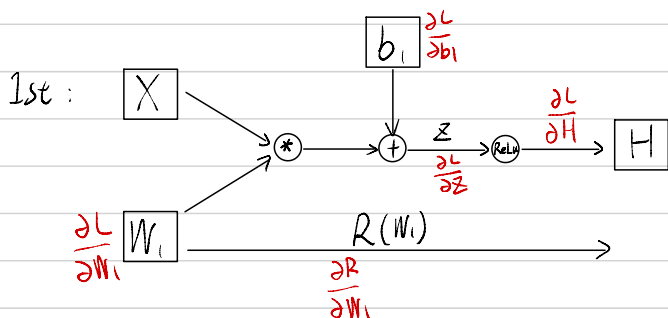 b₁ ∂L/∂b₁
1st : X
* + Z ReLu ∂L/∂H H
∂L/∂Z
∂L/∂W₁ W₁ R(W₁)
∂R/∂W₁